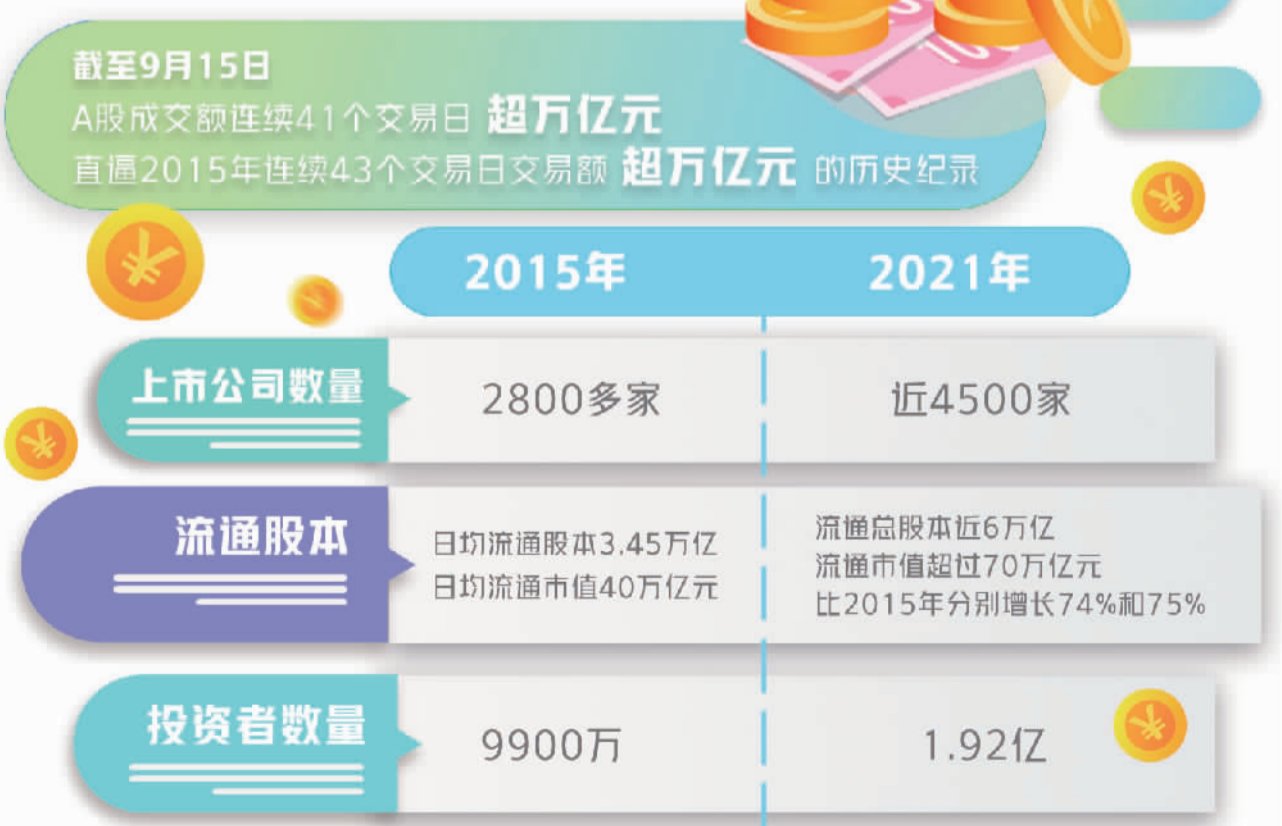 截至9月15日
A股成交额连续41个交易日 超万亿元
直逼2015年连续43个交易日交易额 超万亿元 的历史纪录
2015年 2021年
上市公司数量 2800多家 近4500家
流通股本
日均流通股本3.45万亿
日均流通市值40万亿元
流通总股本近6万亿
流通市值超过70万亿元
比2015年分别增长74%和75%
投资者数量 9900万 1.92亿